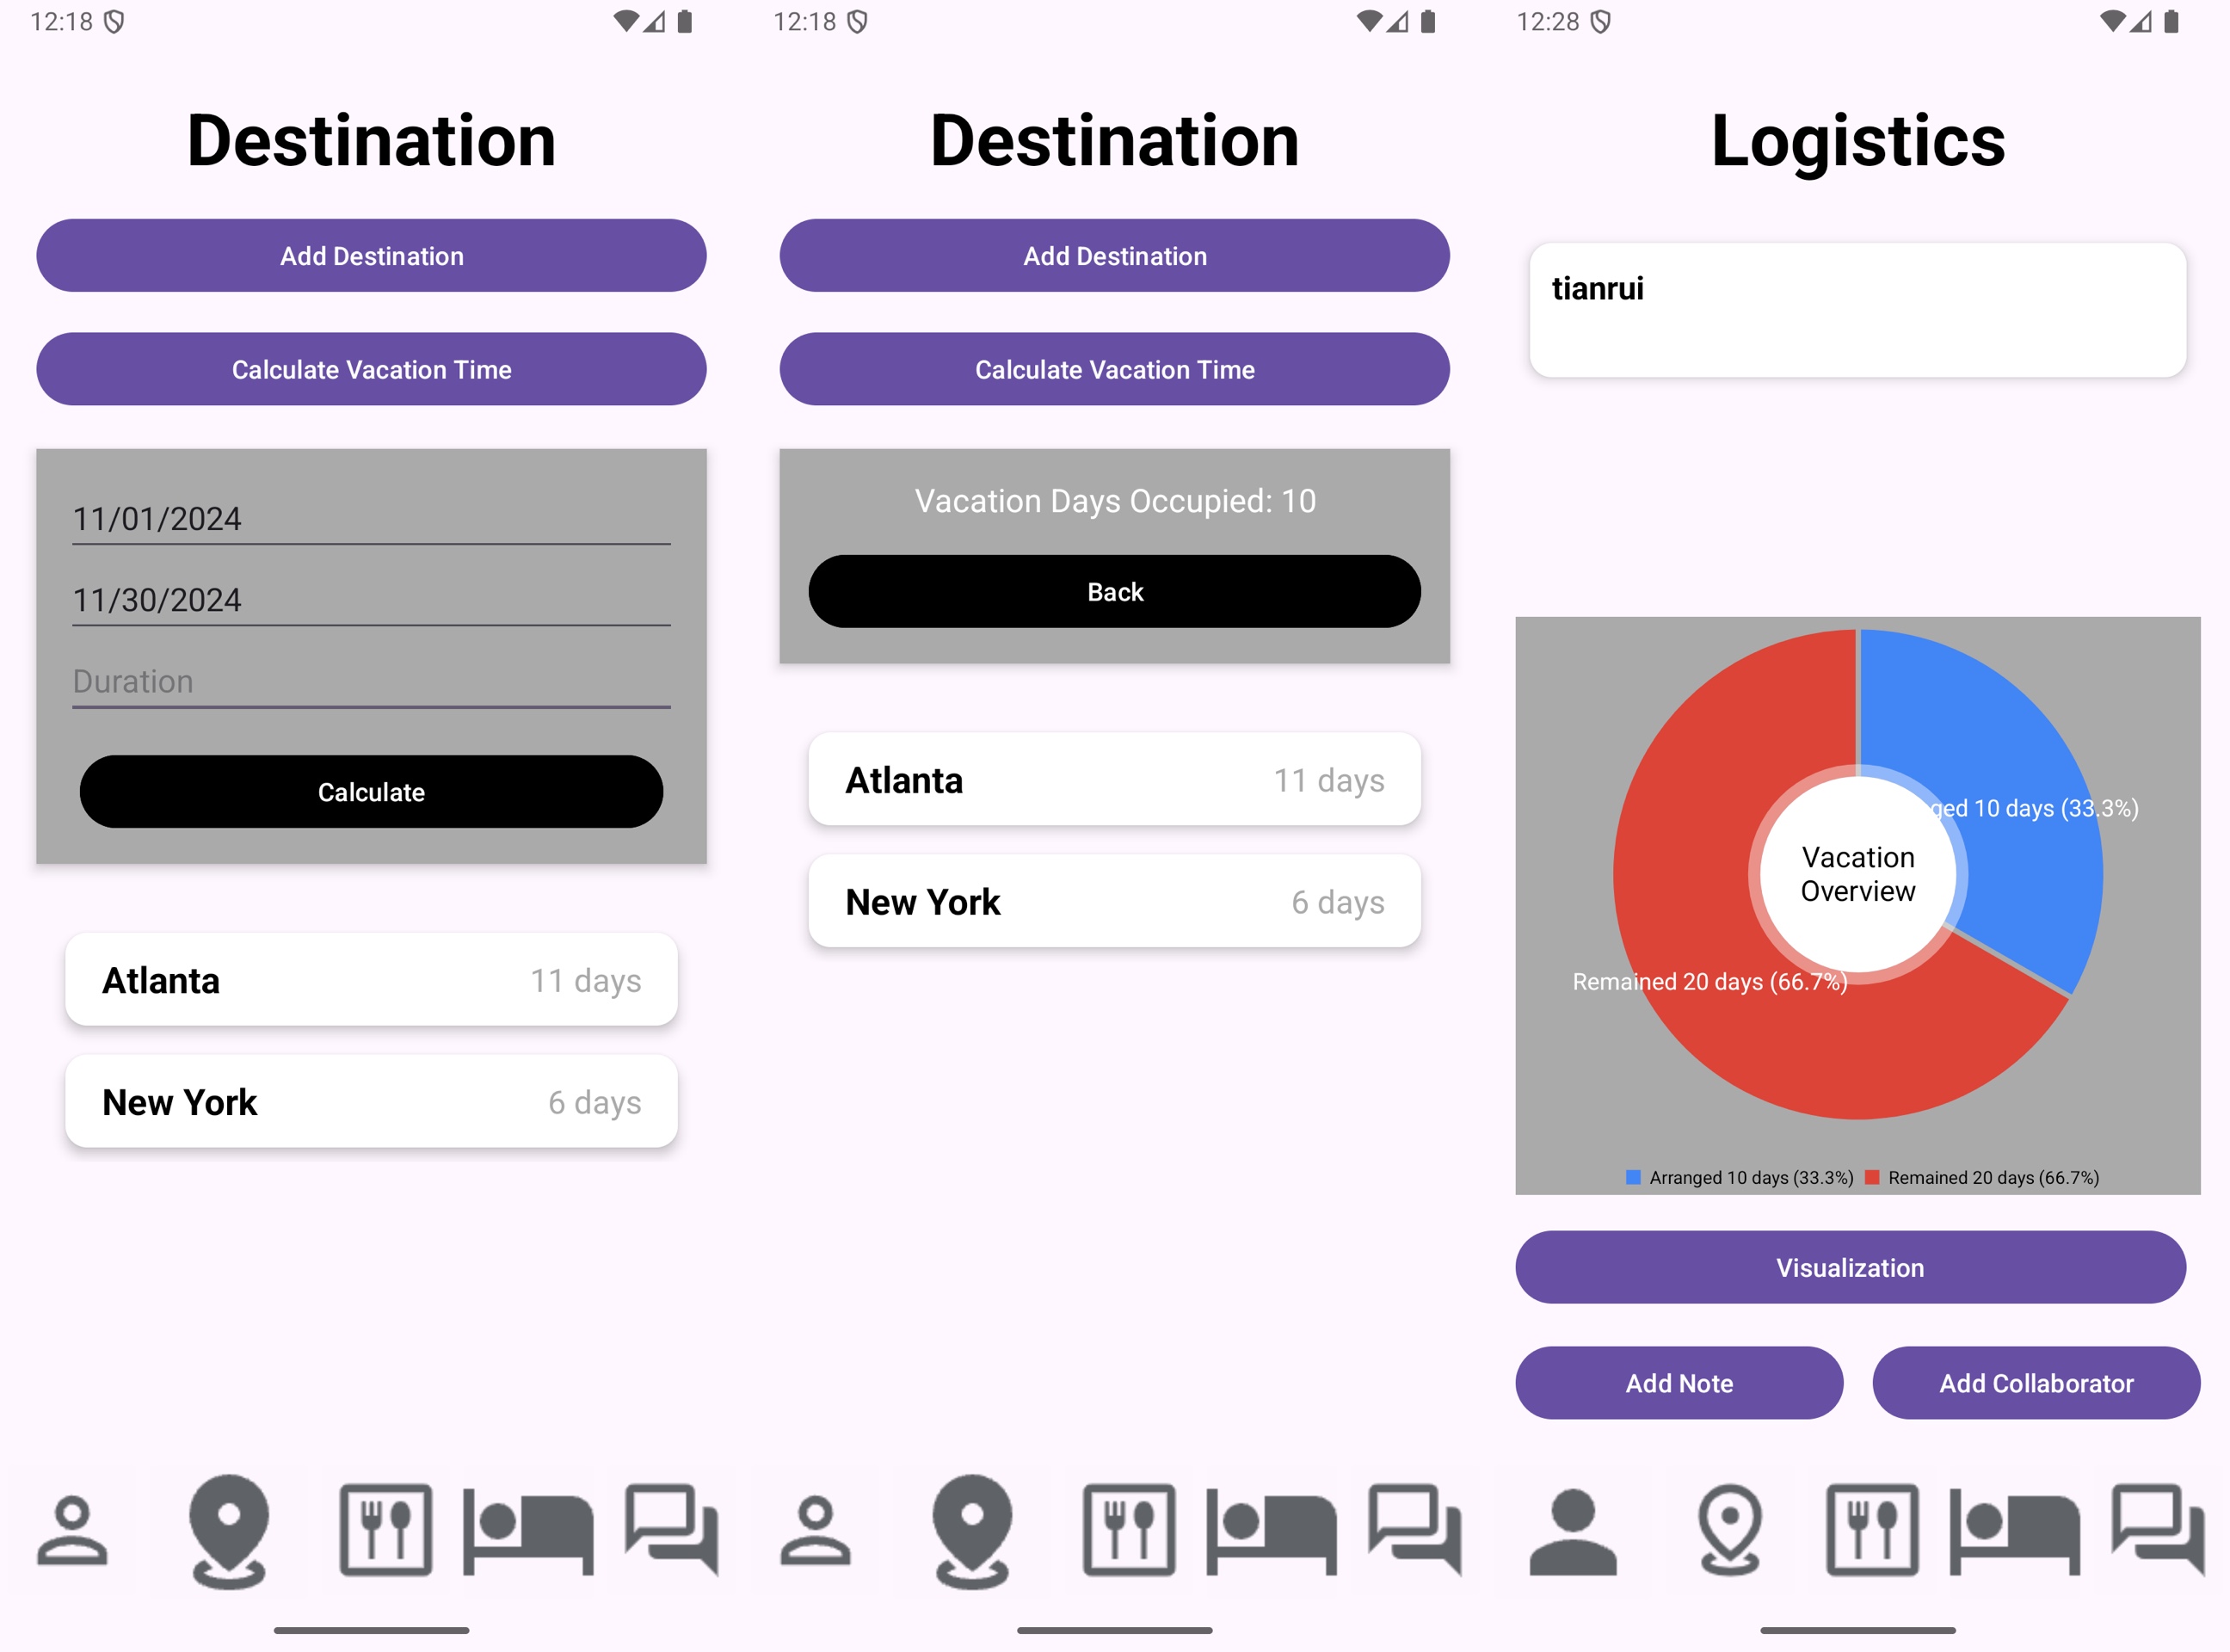 12:18
Destination
Add Destination
Calculate Vacation Time
11/01/2024
11/30/2024
Duration
Calculate
Atlanta
11 days
New York
6 days
12:18
Destination
Add Destination
Calculate Vacation Time
Vacation Days Occupied: 10
Back
Atlanta
11 days
New York
6 days
12:28
Logistics
tianrui
ged 10 days (33.3%)
Vacation
Overview
Remained 20 days (66.7%)
Arranged 10 days (33.3%)
Remained 20 days (66.7%)
Visualization
Add Note
Add Collaborator